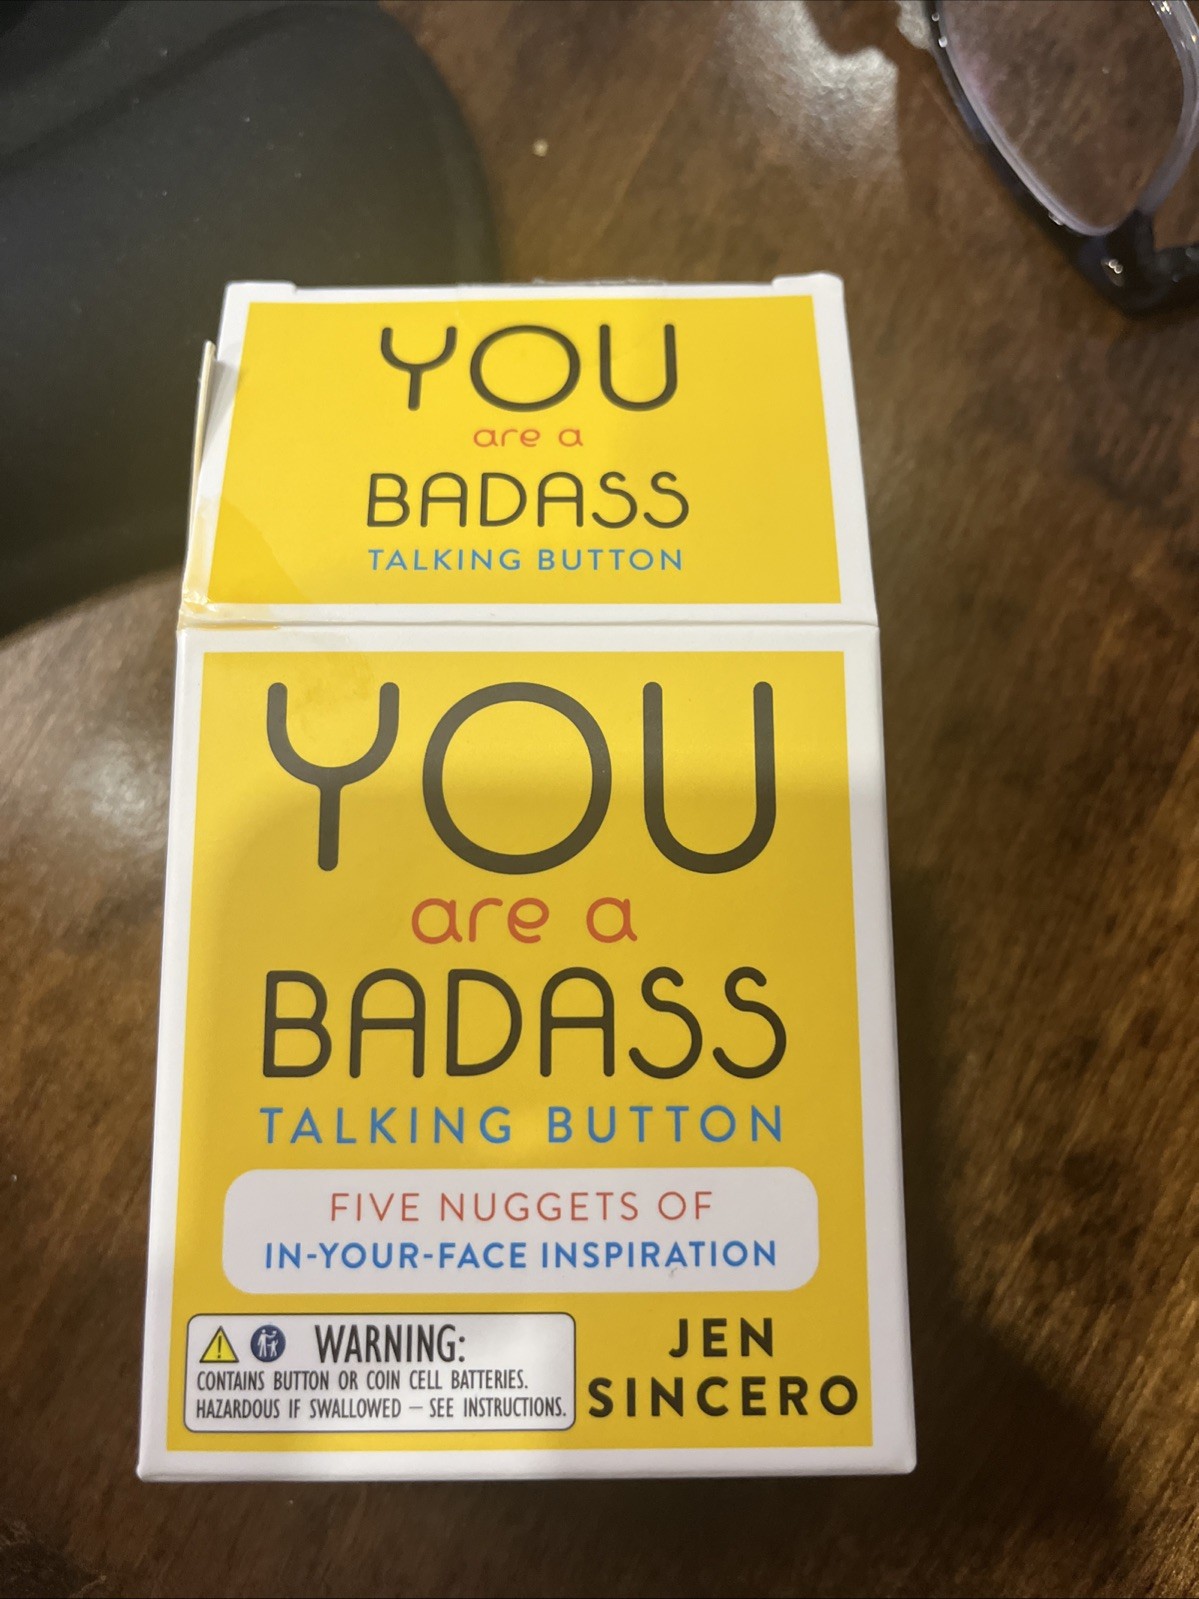 YOU
are a
BADASS
TALKING BUTTON
YOU
are a
BADASS
TALKING BUTTON
FIVE NUGGETS OF
IN-YOUR-FACE INSPIRATION
WARNING:
CONTAINS BUTTON OR COIN CELL BATTERIES.
HAZARDOUS IF SWALLOWED – SEE INSTRUCTIONS.
JEN
SINCERO